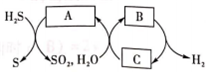 H₂S A B
S SO₂, H₂O C H₂